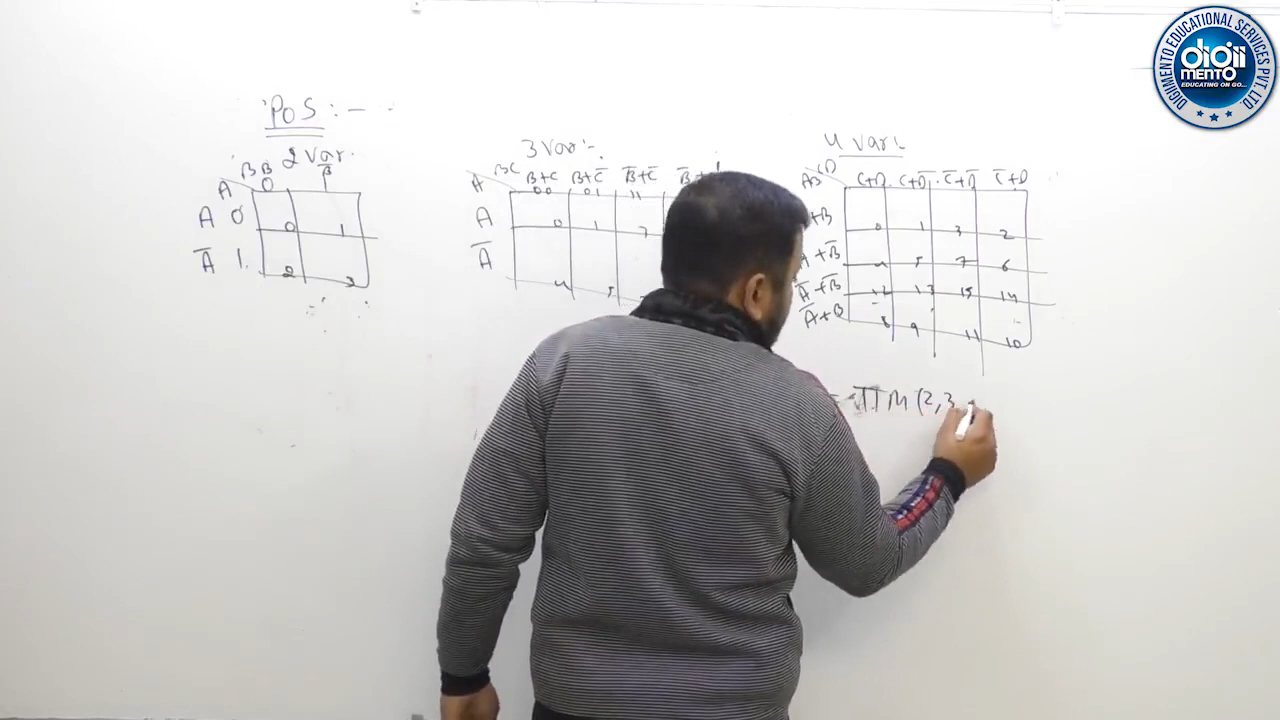 POS :-
2 Var.
A B B B̅
0
A 0 0 1
A̅ 1. 2 3
3 Var:-
A BC B+C B+C̅ B̅+C̅
00 01 11
A 0 1 3
A̅ 4 5
4 var:
AB CD C+D C+D̅ C̅+D̅ C̅+D
+B 0 1 3 2
A+B̅ 4 5 7 6
A̅+B̅ 12 13 15 14
A̅+B 8 9 11 10
= πM (2,3
DIGIMENTO EDUCATIONAL SERVICES PVT. LTD.
digii
MENTO
EDUCATING ON GO...